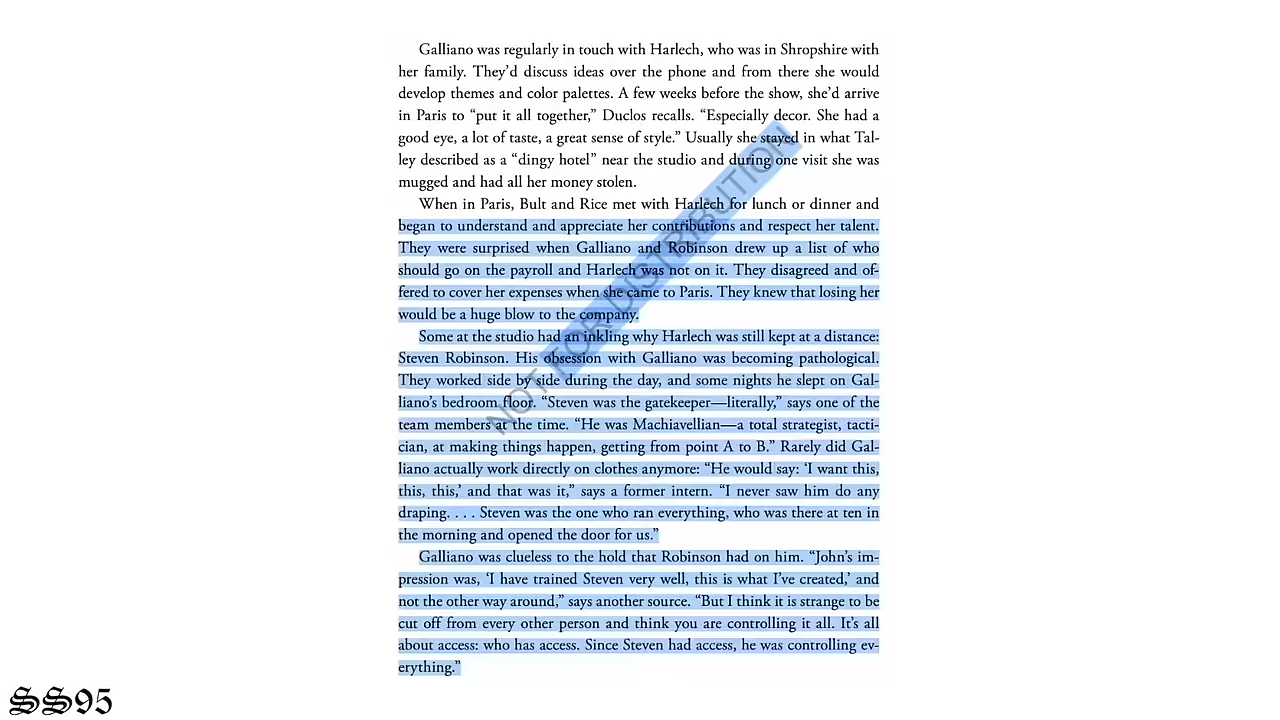 Galliano was regularly in touch with Harlech, who was in Shropshire with
her family. They’d discuss ideas over the phone and from there she would
develop themes and color palettes. A few weeks before the show, she’d arrive
in Paris to “put it all together,” Duclos recalls. “Especially decor. She had a
good eye, a lot of taste, a great sense of style.” Usually she stayed in what Tal-
ley described as a “dingy hotel” near the studio and during one visit she was
mugged and had all her money stolen.
When in Paris, Bult and Rice met with Harlech for lunch or dinner and
began to understand and appreciate her contributions and respect her talent.
They were surprised when Galliano and Robinson drew up a list of who
should go on the payroll and Harlech was not on it. They disagreed and of-
fered to cover her expenses when she came to Paris. They knew that losing her
would be a huge blow to the company.
Some at the studio had an inkling why Harlech was still kept at a distance:
Steven Robinson. His obsession with Galliano was becoming pathological.
They worked side by side during the day, and some nights he slept on Gal-
liano’s bedroom floor. “Steven was the gatekeeper—literally,” says one of the
team members at the time. “He was Machiavellian—a total strategist, tacti-
cian, at making things happen, getting from point A to B.” Rarely did Gal-
liano actually work directly on clothes anymore: “He would say: ‘I want this,
this, this,’ and that was it,” says a former intern. “I never saw him do any
draping. . . . Steven was the one who ran everything, who was there at ten in
the morning and opened the door for us.”
Galliano was clueless to the hold that Robinson had on him. “John’s im-
pression was, ‘I have trained Steven very well, this is what I’ve created,’ and
not the other way around,” says another source. “But I think it is strange to be
cut off from every other person and think you are controlling it all. It’s all
about access: who has access. Since Steven had access, he was controlling ev-
erything.”
NOT FOR DISTRIBUTION
SS95